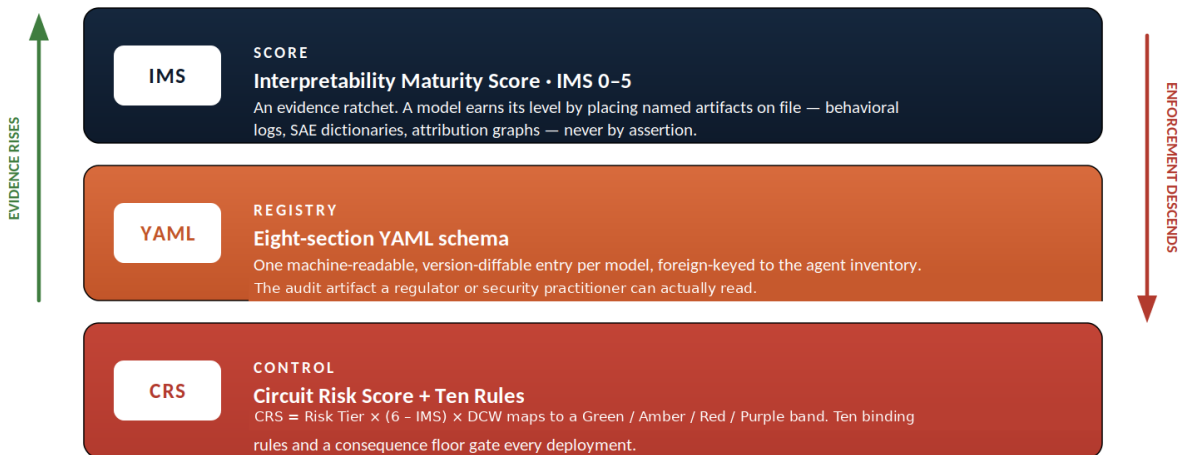 EVIDENCE RISES
ENFORCEMENT DESCENDS
IMS
SCORE
Interpretability Maturity Score · IMS 0–5
An evidence ratchet. A model earns its level by placing named artifacts on file — behavioral
logs, SAE dictionaries, attribution graphs — never by assertion.
YAML
REGISTRY
Eight-section YAML schema
One machine-readable, version-diffable entry per model, foreign-keyed to the agent inventory.
The audit artifact a regulator or security practitioner can actually read.
CRS
CONTROL
Circuit Risk Score + Ten Rules
CRS = Risk Tier × (6 – IMS) × DCW maps to a Green / Amber / Red / Purple band. Ten binding
rules and a consequence floor gate every deployment.